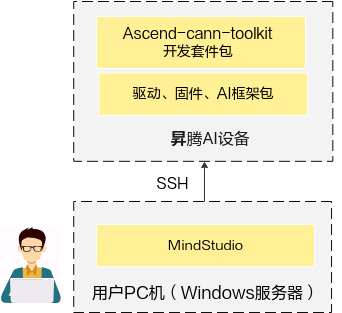 Ascend-cann-toolkit
开发套件包
驱动、固件、AI框架包
昇腾AI设备
SSH
MindStudio
用户PC机（Windows服务器）